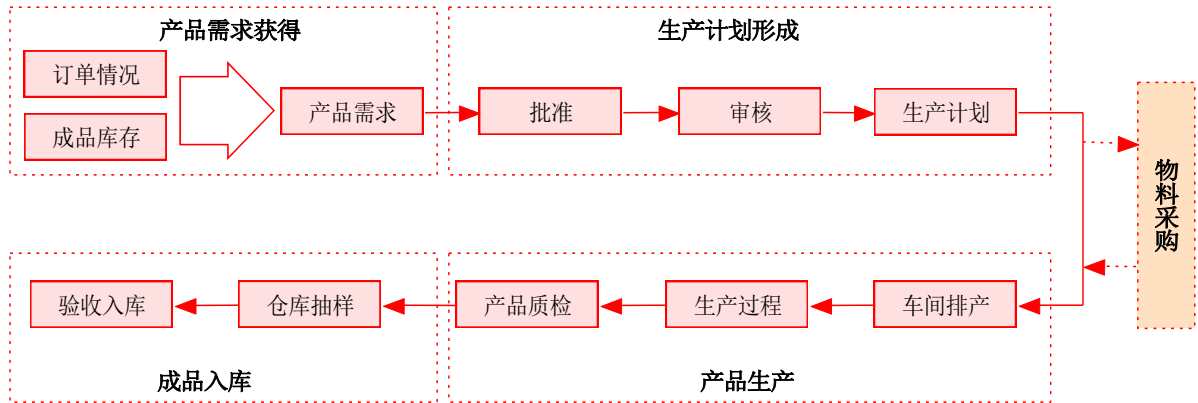 产品需求获得
订单情况
成品库存
产品需求
生产计划形成
批准
审核
生产计划
物料采购
车间排产
生产过程
产品质检
产品生产
仓库抽样
验收入库
成品入库